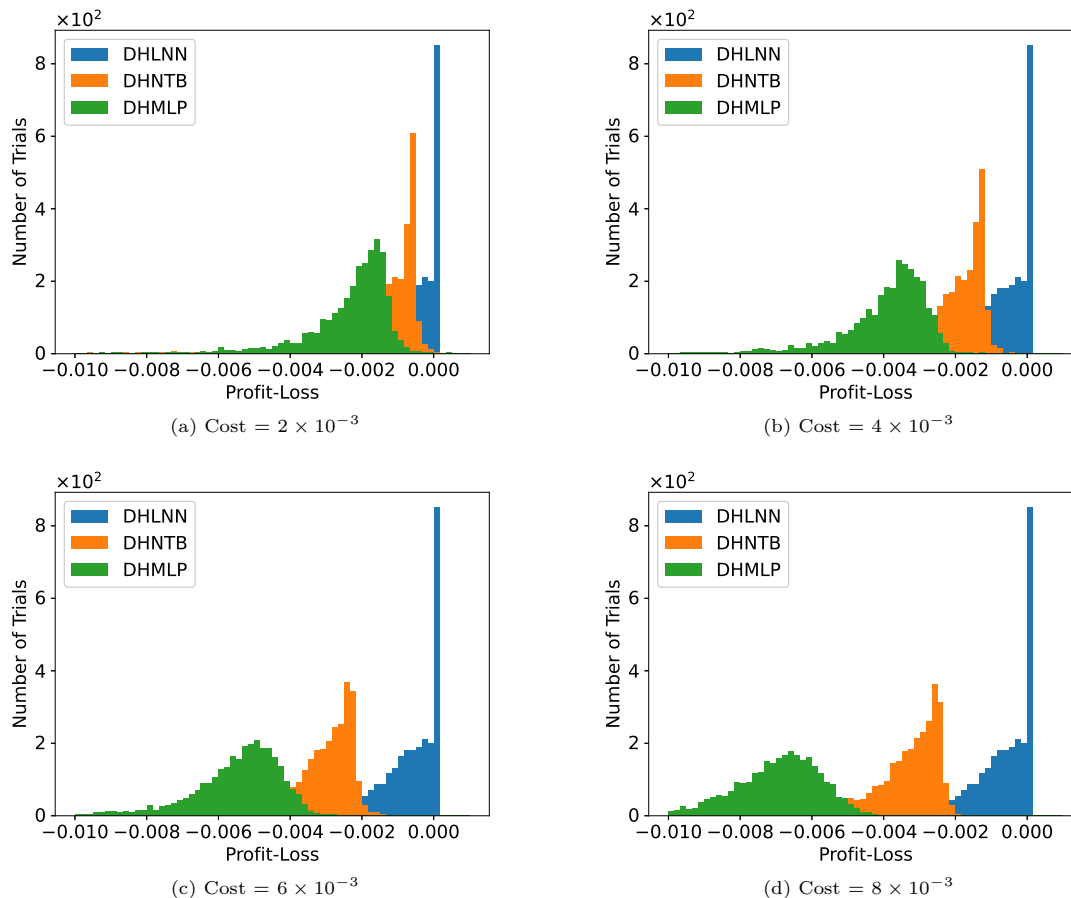 ×10²
8
6
4
2
0
Number of Trials
DHLNN
DHNTB
DHMLP
−0.010 −0.008 −0.006 −0.004 −0.002 0.000
Profit-Loss
(a) Cost = 2 × 10⁻³
×10²
8
6
4
2
0
Number of Trials
DHLNN
DHNTB
DHMLP
−0.010 −0.008 −0.006 −0.004 −0.002 0.000
Profit-Loss
(b) Cost = 4 × 10⁻³
×10²
8
6
4
2
0
Number of Trials
DHLNN
DHNTB
DHMLP
−0.010 −0.008 −0.006 −0.004 −0.002 0.000
Profit-Loss
(c) Cost = 6 × 10⁻³
×10²
8
6
4
2
0
Number of Trials
DHLNN
DHNTB
DHMLP
−0.010 −0.008 −0.006 −0.004 −0.002 0.000
Profit-Loss
(d) Cost = 8 × 10⁻³